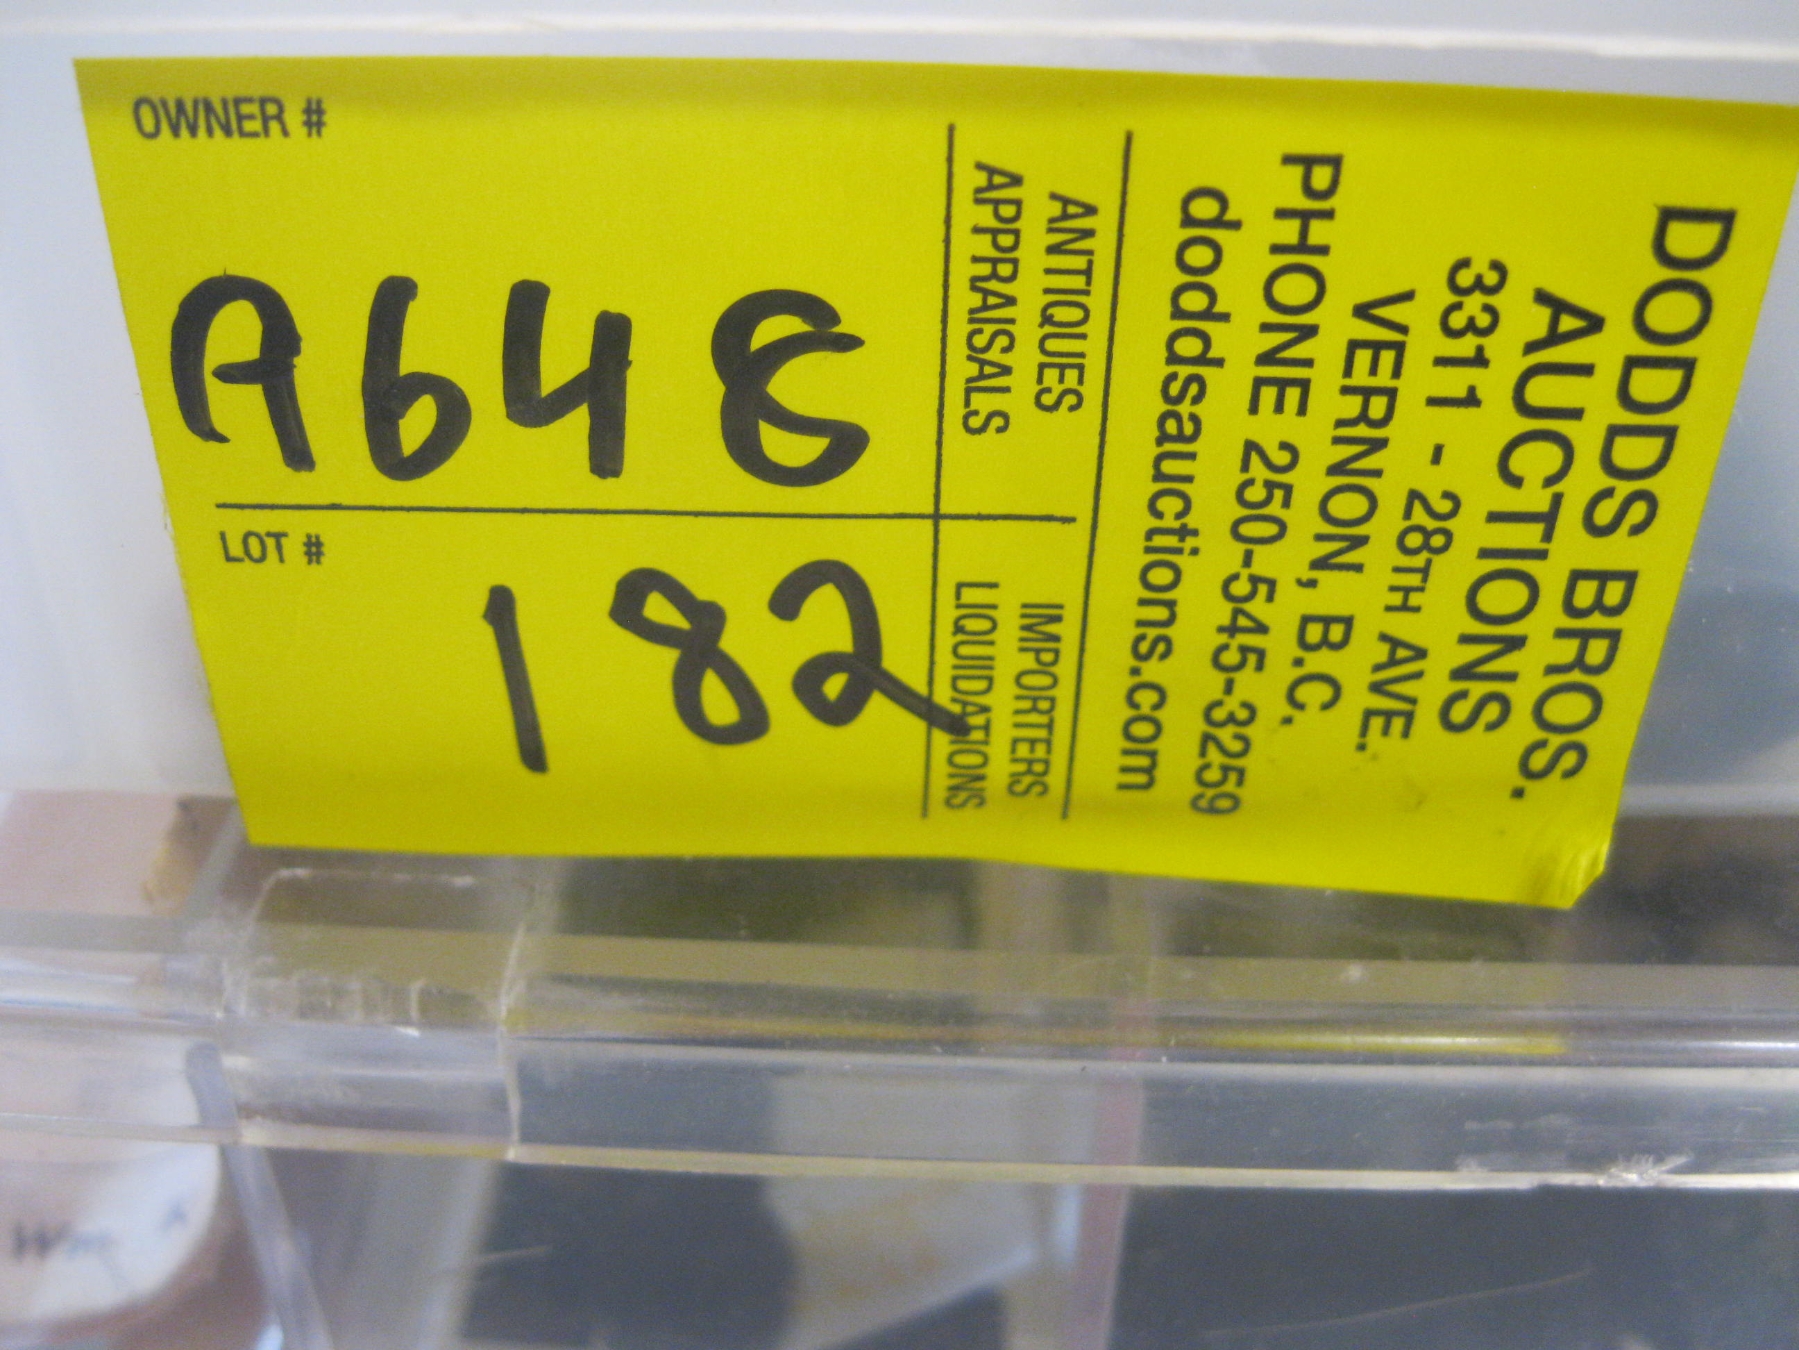 DODDS BROS.
AUCTIONS
3311 - 28TH AVE.
VERNON, B.C.
PHONE 250-545-3259
doddsauctions.com
ANTIQUES
APPRAISALS
IMPORTERS
LIQUIDATIONS
OWNER #
A648
LOT #
182